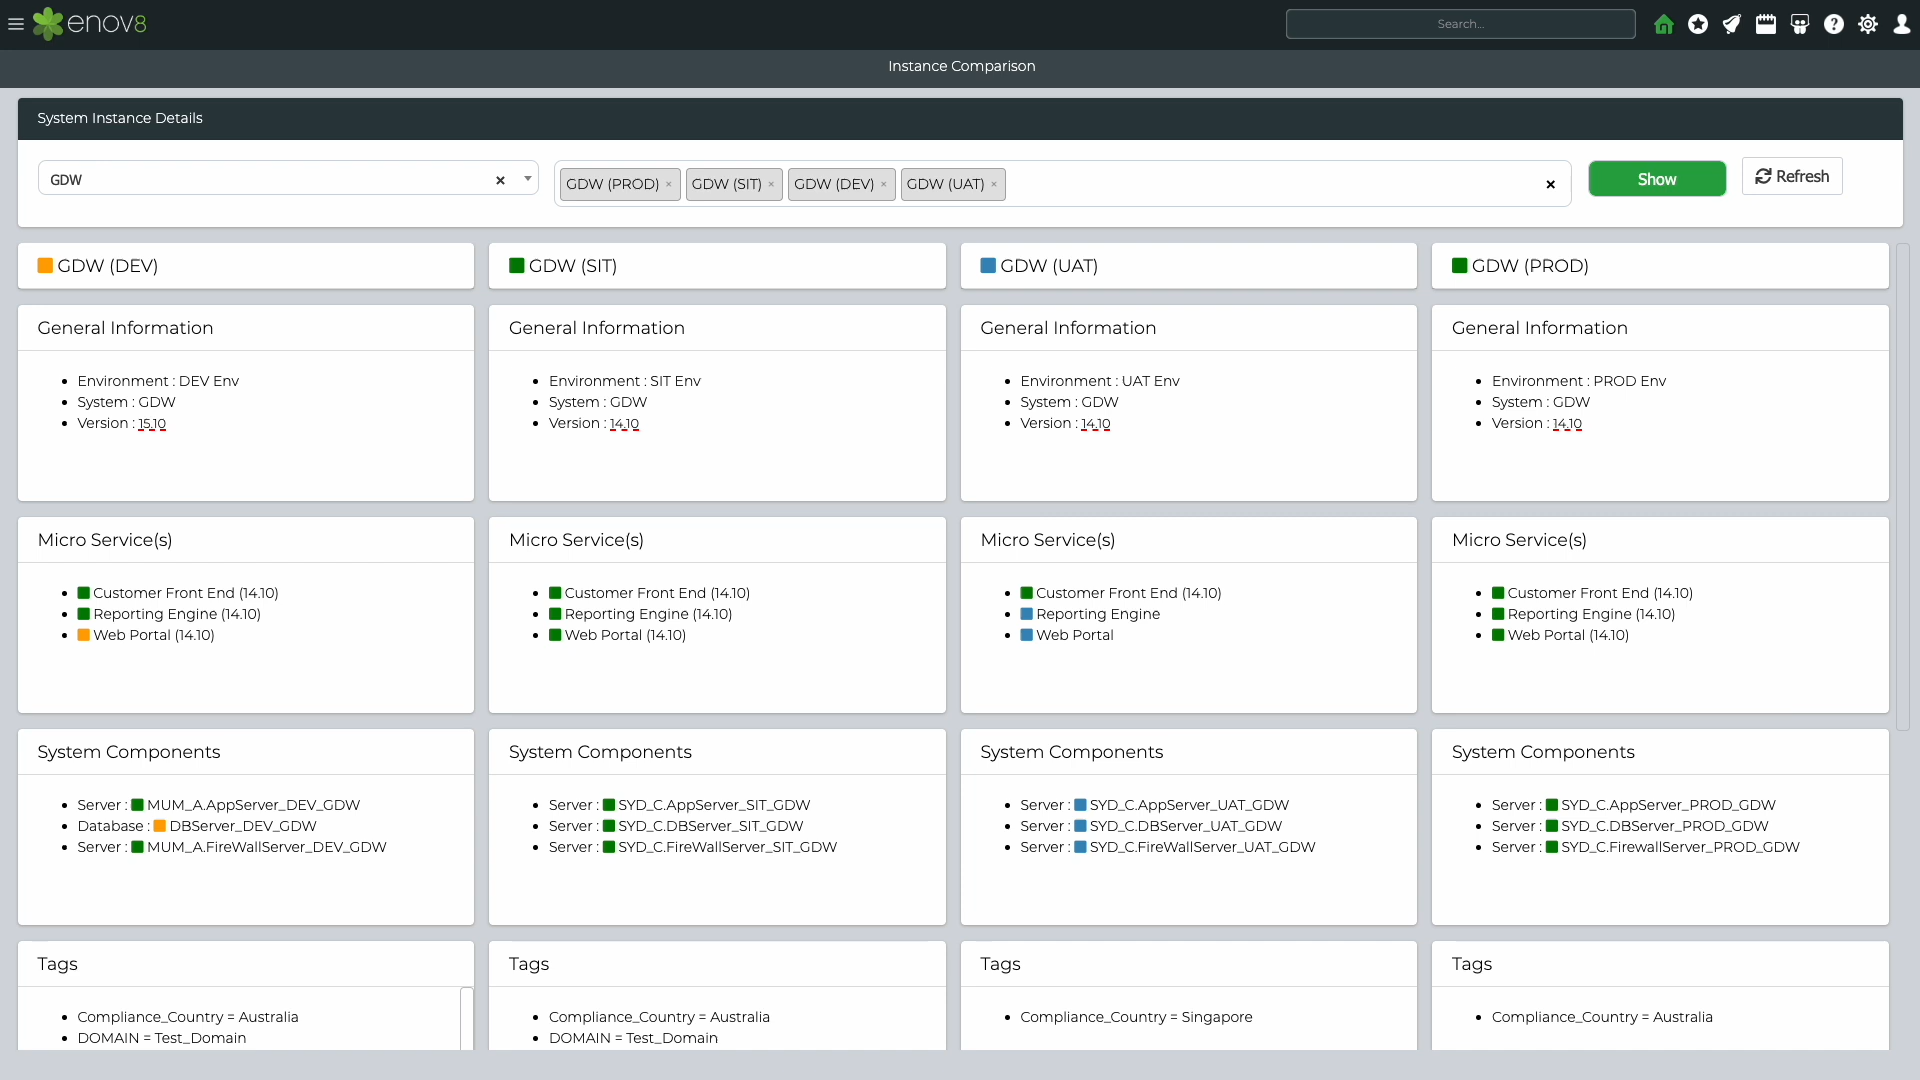 enov8
Search...
Instance Comparison
System Instance Details
GDW
GDW (PROD) × GDW (SIT) × GDW (DEV) × GDW (UAT) ×
Show
Refresh
GDW (DEV)
GDW (SIT)
GDW (UAT)
GDW (PROD)
General Information
Environment : DEV Env
System : GDW
Version : 15.10
General Information
Environment : SIT Env
System : GDW
Version : 14.10
General Information
Environment : UAT Env
System : GDW
Version : 14.10
General Information
Environment : PROD Env
System : GDW
Version : 14.10
Micro Service(s)
Customer Front End (14.10)
Reporting Engine (14.10)
Web Portal (14.10)
Micro Service(s)
Customer Front End (14.10)
Reporting Engine (14.10)
Web Portal (14.10)
Micro Service(s)
Customer Front End (14.10)
Reporting Engine
Web Portal
Micro Service(s)
Customer Front End (14.10)
Reporting Engine (14.10)
Web Portal (14.10)
System Components
Server : MUM_A.AppServer_DEV_GDW
Database : DBServer_DEV_GDW
Server : MUM_A.FireWallServer_DEV_GDW
System Components
Server : SYD_C.AppServer_SIT_GDW
Server : SYD_C.DBServer_SIT_GDW
Server : SYD_C.FireWallServer_SIT_GDW
System Components
Server : SYD_C.AppServer_UAT_GDW
Server : SYD_C.DBServer_UAT_GDW
Server : SYD_C.FireWallServer_UAT_GDW
System Components
Server : SYD_C.AppServer_PROD_GDW
Server : SYD_C.DBServer_PROD_GDW
Server : SYD_C.FirewallServer_PROD_GDW
Tags
Compliance_Country = Australia
DOMAIN = Test_Domain
Tags
Compliance_Country = Australia
DOMAIN = Test_Domain
Tags
Compliance_Country = Singapore
Tags
Compliance_Country = Australia